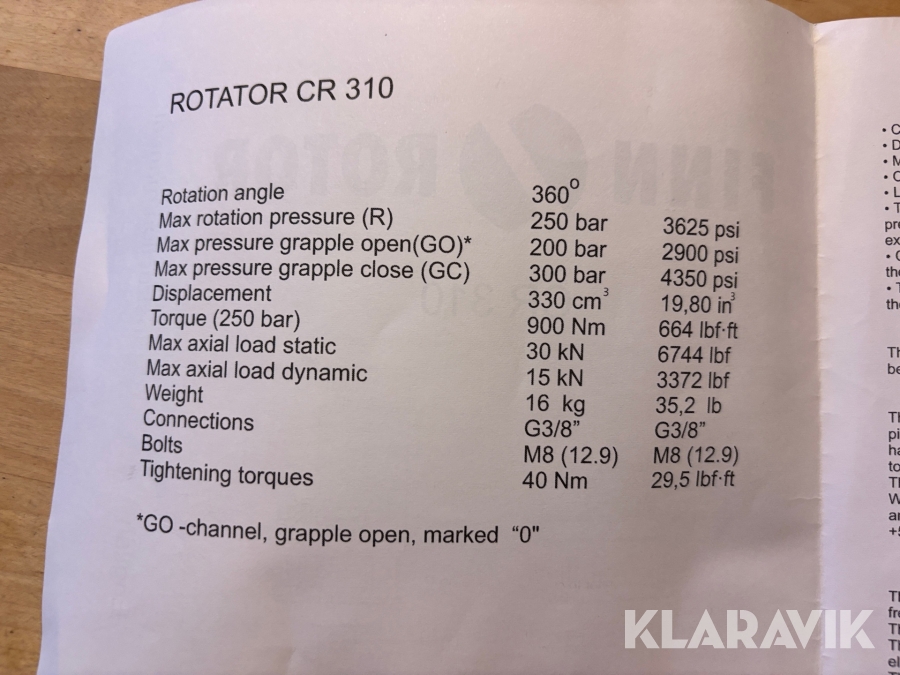 ROTATOR CR 310
Rotation angle 360°
Max rotation pressure (R) 250 bar 3625 psi
Max pressure grapple open(GO)* 200 bar 2900 psi
Max pressure grapple close (GC) 300 bar 4350 psi
Displacement 330 cm³ 19,80 in³
Torque (250 bar) 900 Nm 664 lbf·ft
Max axial load static 30 kN 6744 lbf
Max axial load dynamic 15 kN 3372 lbf
Weight 16 kg 35,2 lb
Connections G3/8” G3/8”
Bolts M8 (12.9) M8 (12.9)
Tightening torques 40 Nm 29,5 lbf·ft
*GO -channel, grapple open, marked “0"
KLARAVIK